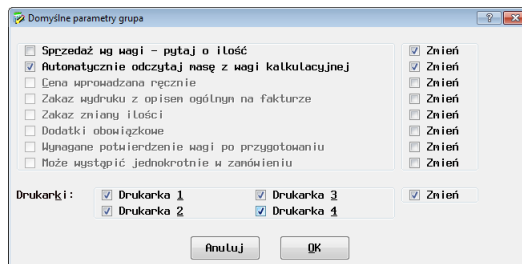 Domyślne parametry grupa
Sprzedaż wg wagi - pytaj o ilość Zmień
Automatycznie odczytaj masę z wagi kalkulacyjnej Zmień
Cena wprowadzana ręcznie Zmień
Zakaz wydruku z opisem ogólnym na fakturze Zmień
Zakaz zmiany ilości Zmień
Dodatki obowiązkowe Zmień
Wymagane potwierdzenie wagi po przygotowaniu Zmień
Może wystąpić jednokrotnie w zamówieniu Zmień
Drukarki: Drukarka 1 Drukarka 3 Zmień
Drukarka 2 Drukarka 4
Anuluj OK